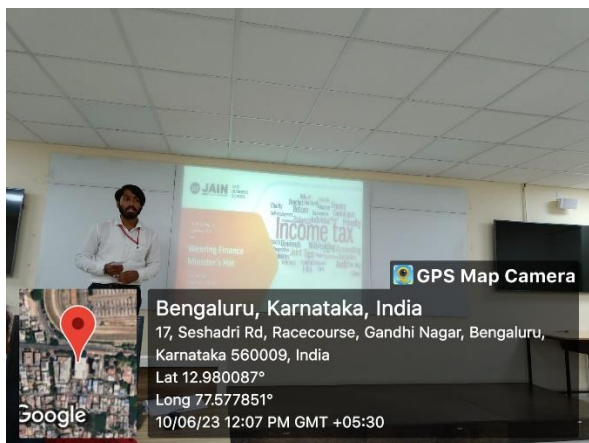 JAIN
Income tax
Wearing Finance
Minister's Hat
GPS Map Camera
Bengaluru, Karnataka, India
17, Seshadri Rd, Racecourse, Gandhi Nagar, Bengaluru,
Karnataka 560009, India
Lat 12.980087°
Long 77.577851°
10/06/23 12:07 PM GMT +05:30
Google